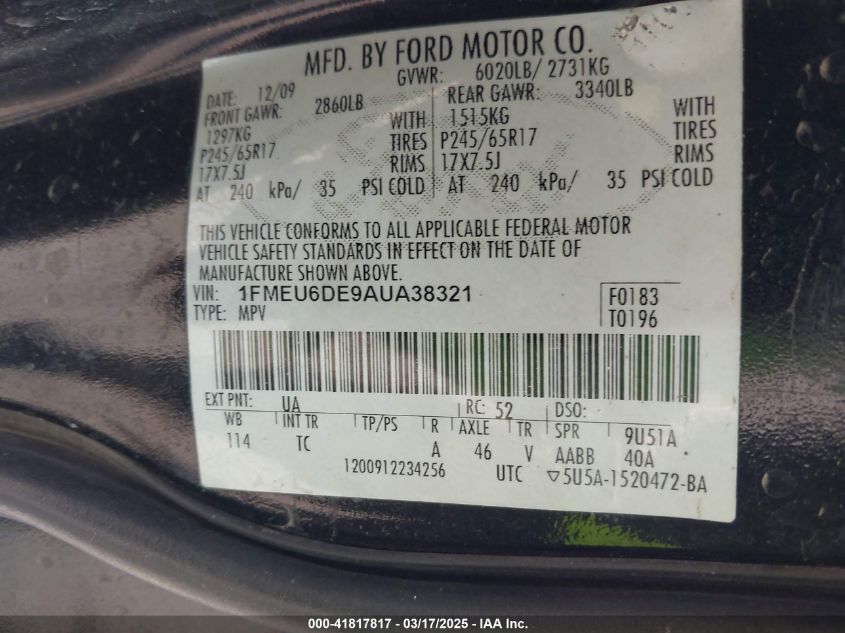 MFD. BY FORD MOTOR CO.
DATE: 12/09 GVWR: 6020LB/ 2731KG
FRONT GAWR: 2860LB REAR GAWR: 3340LB
1297KG WITH 1515KG WITH
P245/65R17 TIRES P245/65R17 TIRES
17X7.5J RIMS 17X7.5J RIMS
AT 240 kPa/ 35 PSI COLD AT 240 kPa/ 35 PSI COLD
THIS VEHICLE CONFORMS TO ALL APPLICABLE FEDERAL MOTOR
VEHICLE SAFETY STANDARDS IN EFFECT ON THE DATE OF
MANUFACTURE SHOWN ABOVE.
VIN: 1FMEU6DE9AUA38321 F0183
TYPE: MPV T0196
EXT PNT: UA RC: 52 DSO:
WB INT TR TP/PS R AXLE TR SPR 9U51A
114 TC A 46 V AABB 40A
1200912234256 UTC ▽5U5A-1520472-BA
000-41817817 - 03/17/2025 - IAA Inc.